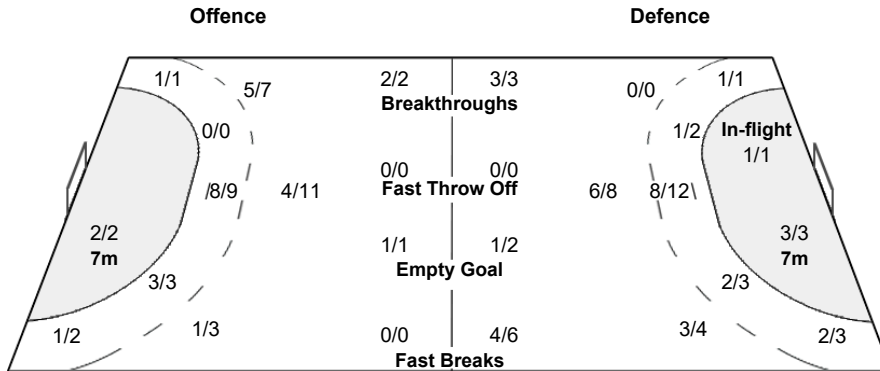 Offence Defence
1/1 5/7 2/2 3/3 0/0 1/1
Breakthroughs
0/0 1/2 In-flight
1/1
0/0 0/0
8/9 4/11 Fast Throw Off 6/8 8/12
2/2 1/1 1/2 3/3
7m Empty Goal 7m
3/3 2/3
1/2 1/3 0/0 4/6 3/4 2/3
Fast Breaks